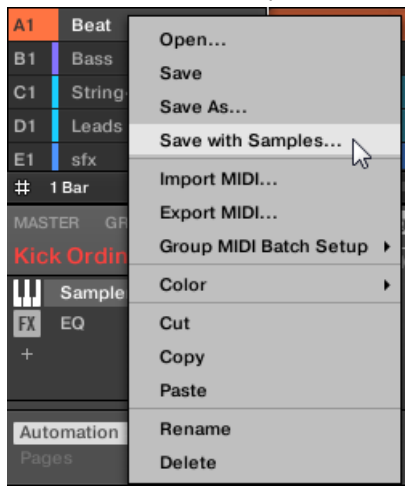 A1 Beat
B1 Bass
C1 String
D1 Leads
E1 sfx
# 1 Bar
MASTER GR
Kick Ordin
Sample
FX EQ
+
Automation
Pages
Open...
Save
Save As...
Save with Samples...
Import MIDI...
Export MIDI...
Group MIDI Batch Setup
Color
Cut
Copy
Paste
Rename
Delete